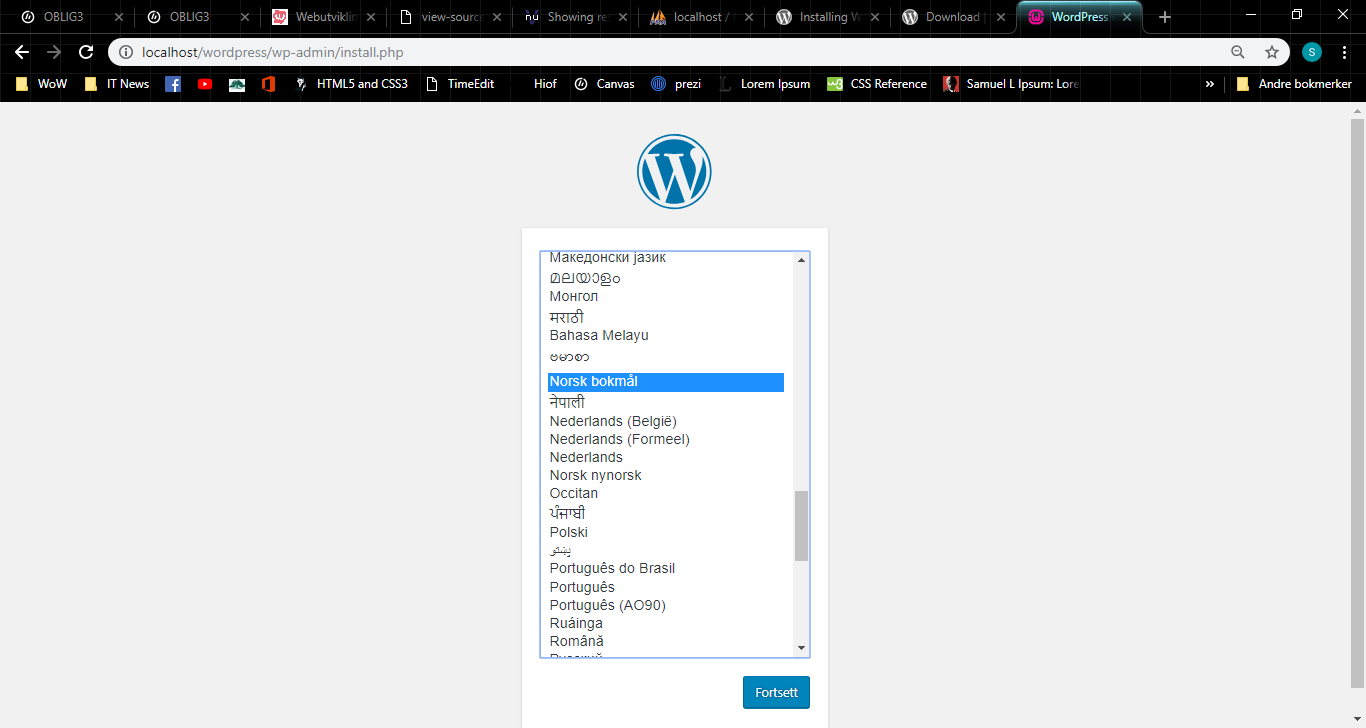 OBLIG3 OBLIG3 Webutviklin view-source Showing re localhost / Installing W Download WordPress
localhost/wordpress/wp-admin/install.php S
WoW IT News HTML5 and CSS3 TimeEdit Hiof Canvas prezi Lorem Ipsum CSS Reference Samuel L Ipsum: Lore » Andre bokmerker
Македонски јазик
മലയാളം
Монгол
मराठी
Bahasa Melayu
ဗမာစာ
Norsk bokmål
नेपाली
Nederlands (België)
Nederlands (Formeel)
Nederlands
Norsk nynorsk
Occitan
ਪੰਜਾਬੀ
Polski
پښتو
Português do Brasil
Português
Português (AO90)
Ruáinga
Română
Русский
Fortsett